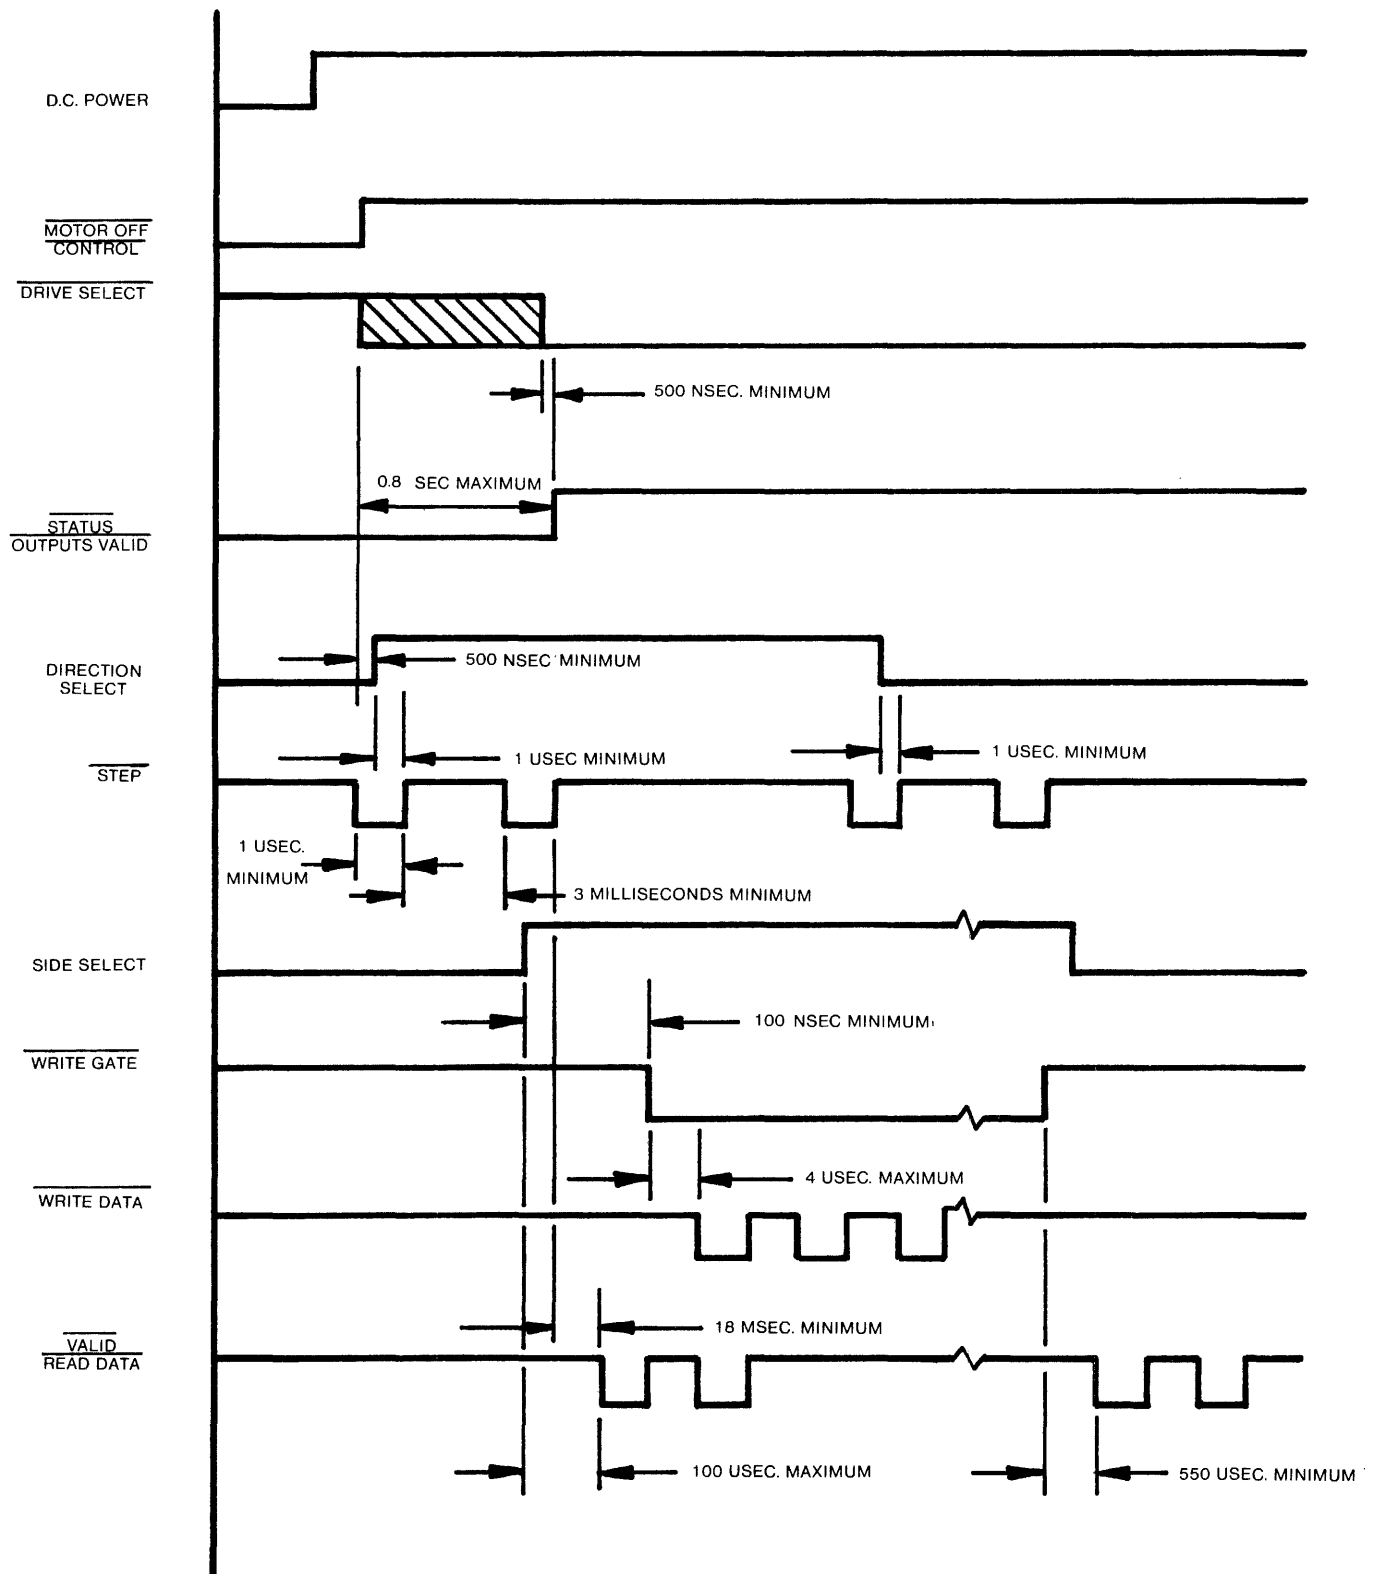 D.C. POWER
MOTOR OFF
CONTROL
DRIVE SELECT
500 NSEC. MINIMUM
0.8 SEC MAXIMUM
STATUS
OUTPUTS VALID
500 NSEC MINIMUM
DIRECTION
SELECT
1 USEC MINIMUM
1 USEC. MINIMUM
STEP
1 USEC.
MINIMUM
3 MILLISECONDS MINIMUM
SIDE SELECT
100 NSEC MINIMUM
WRITE GATE
4 USEC. MAXIMUM
WRITE DATA
18 MSEC. MINIMUM
VALID
READ DATA
100 USEC. MAXIMUM
550 USEC. MINIMUM